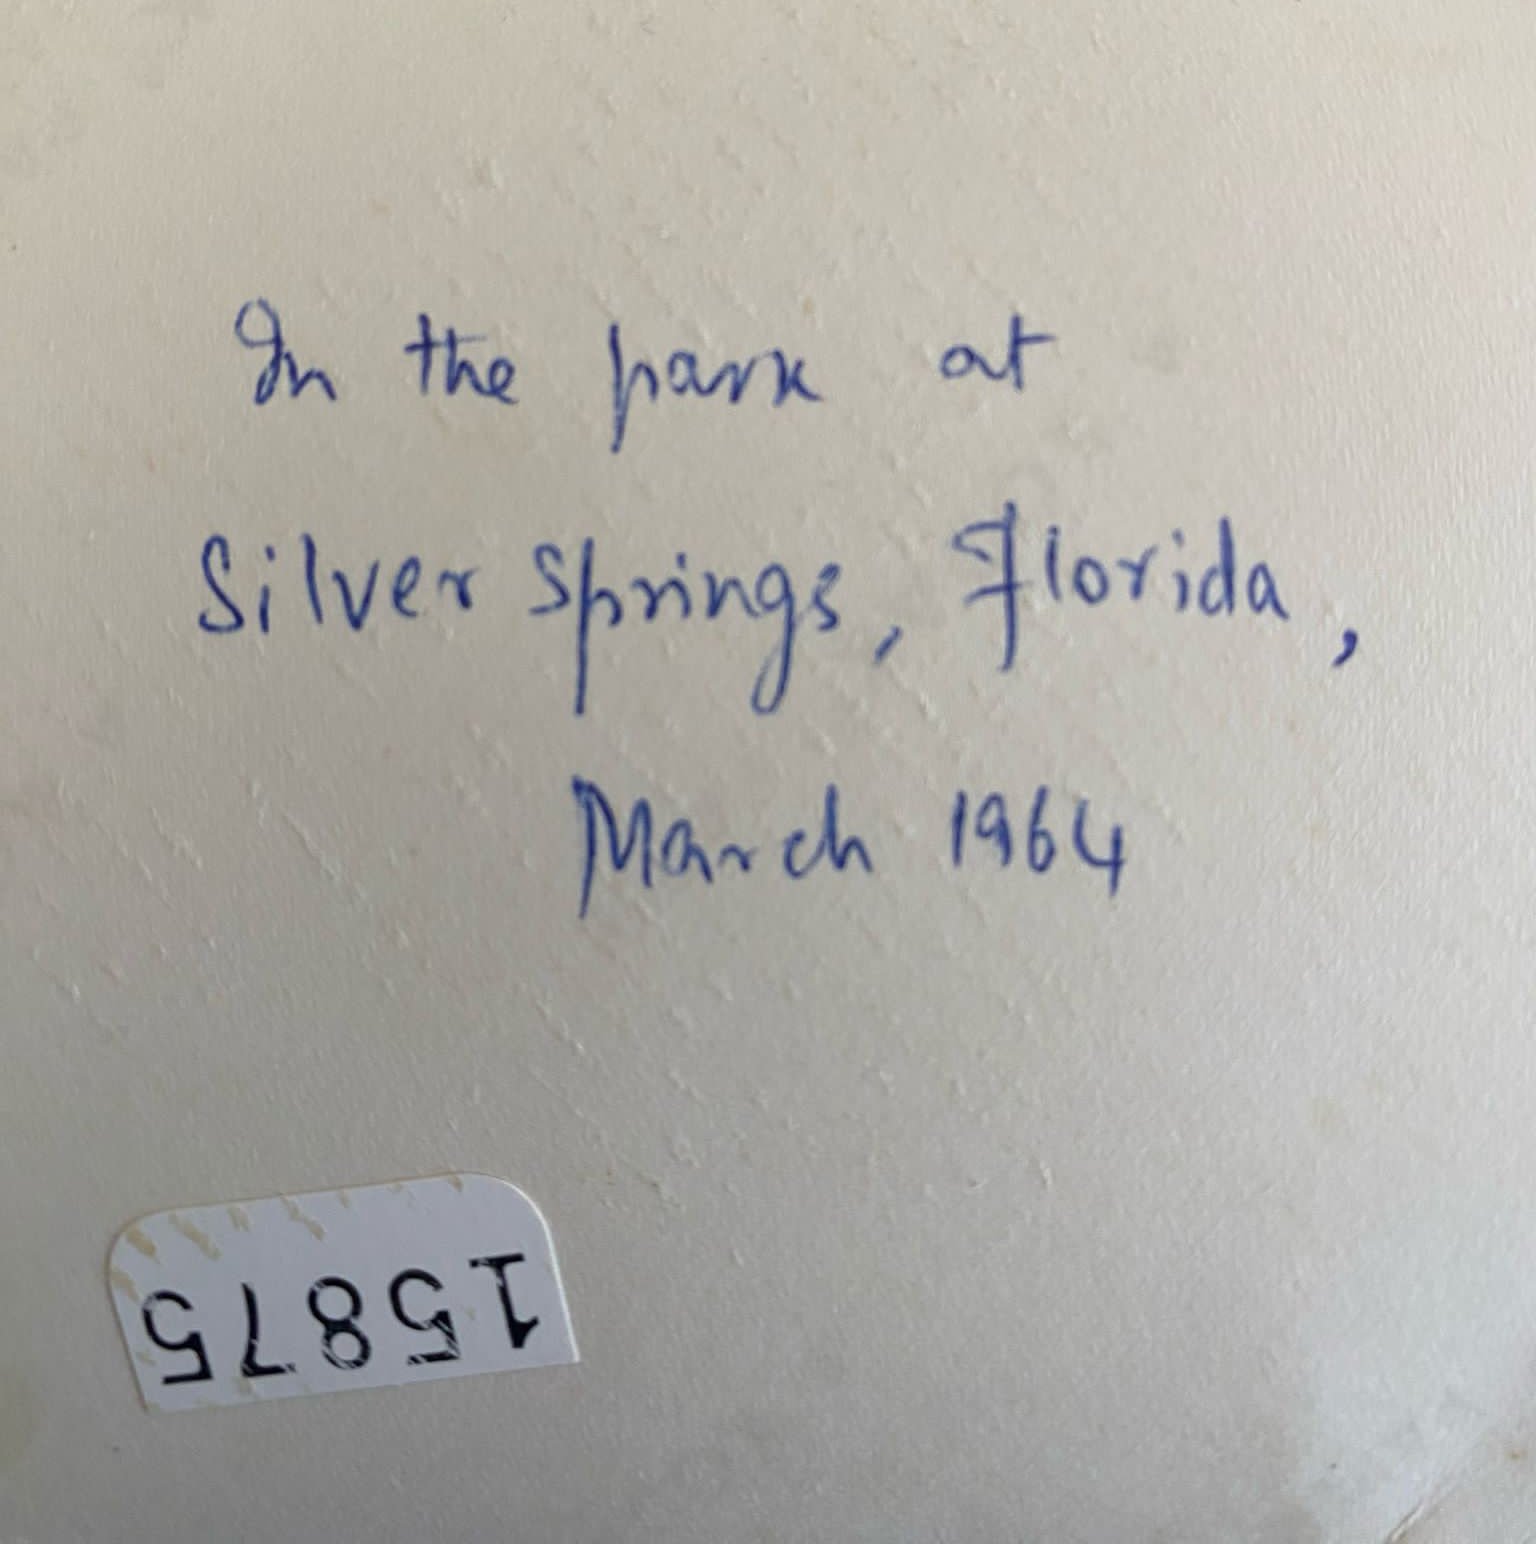 In the park at
Silver springs, Florida,
March 1964
15875